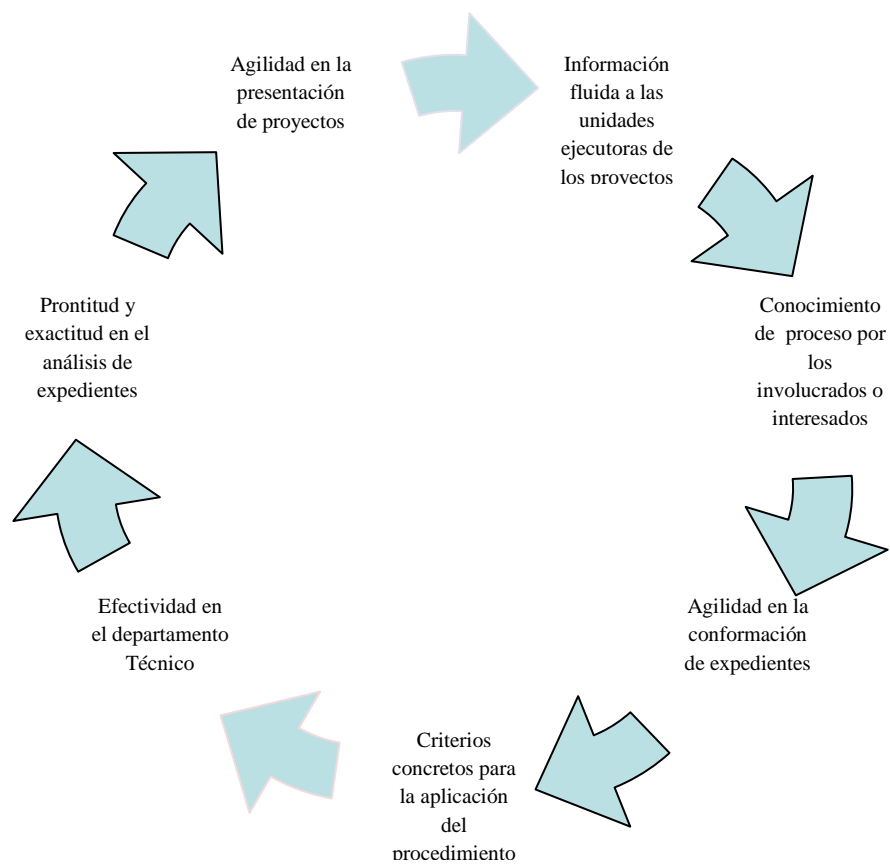 Agilidad en la
presentación
de proyectos
Información
fluida a las
unidades
ejecutoras de
los proyectos
Conocimiento
de proceso por
los
involucrados o
interesados
Agilidad en la
conformación
de expedientes
Criterios
concretos para
la aplicación
del
procedimiento
Efectividad en
el departamento
Técnico
Prontitud y
exactitud en el
análisis de
expedientes